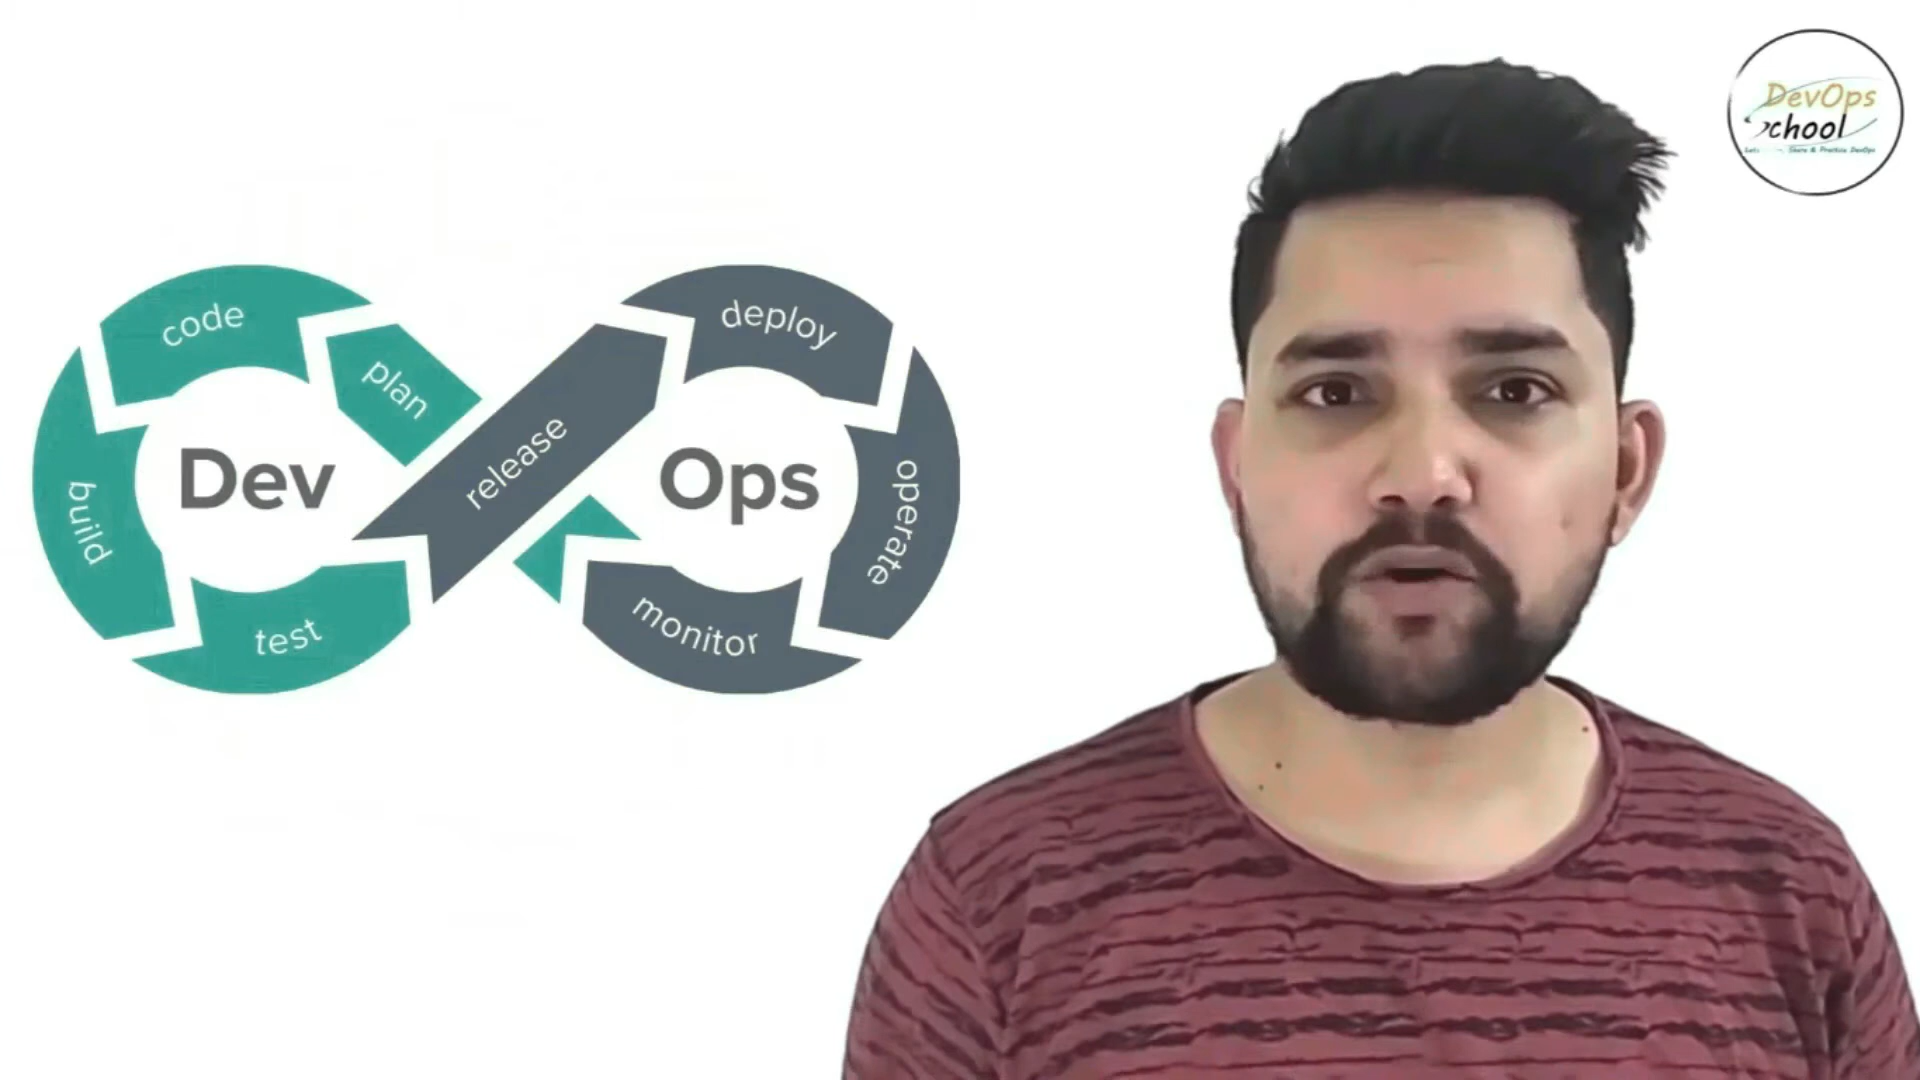 DevOps
School
code
plan
deploy
release
Dev
Ops
build
operate
test
monitor